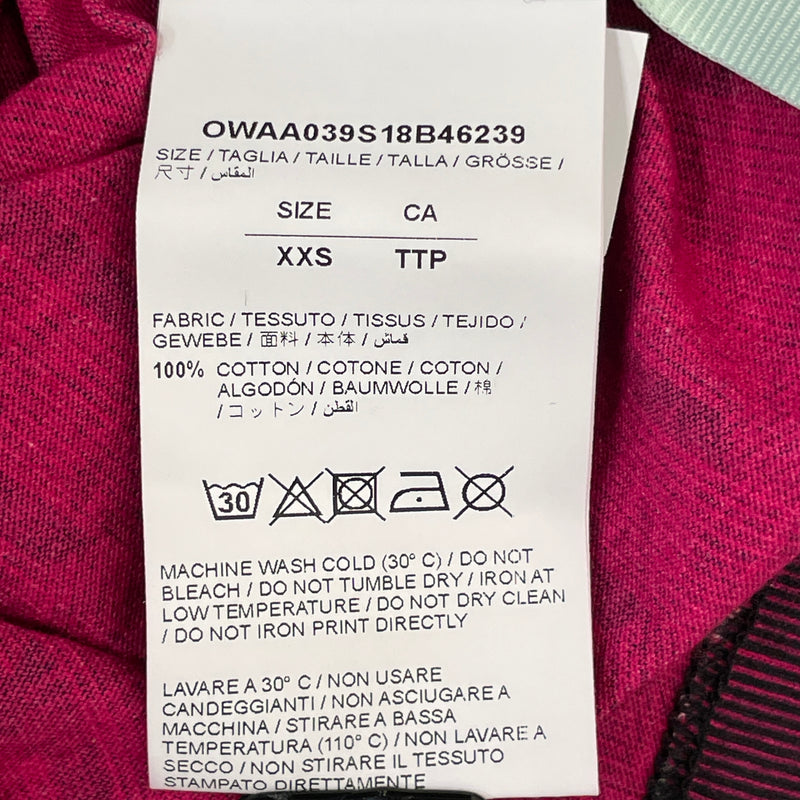 OWAA039S18B46239
SIZE / TAGLIA / TAILLE / TALLA / GRÖSSE /
尺寸 / المقاس
SIZE CA
XXS TTP
FABRIC / TESSUTO / TISSUS / TEJIDO /
GEWEBE / 面料 / 本体 / قماش
100% COTTON / COTONE / COTON /
ALGODÓN / BAUMWOLLE / 棉
/ コットン / القطن
30
MACHINE WASH COLD (30° C) / DO NOT
BLEACH / DO NOT TUMBLE DRY / IRON AT
LOW TEMPERATURE / DO NOT DRY CLEAN
/ DO NOT IRON PRINT DIRECTLY
LAVARE A 30° C / NON USARE
CANDEGGIANTI / NON ASCIUGARE A
MACCHINA / STIRARE A BASSA
TEMPERATURA (110° C) / NON LAVARE A
SECCO / NON STIRARE IL TESSUTO
STAMPATO DIRETTAMENTE